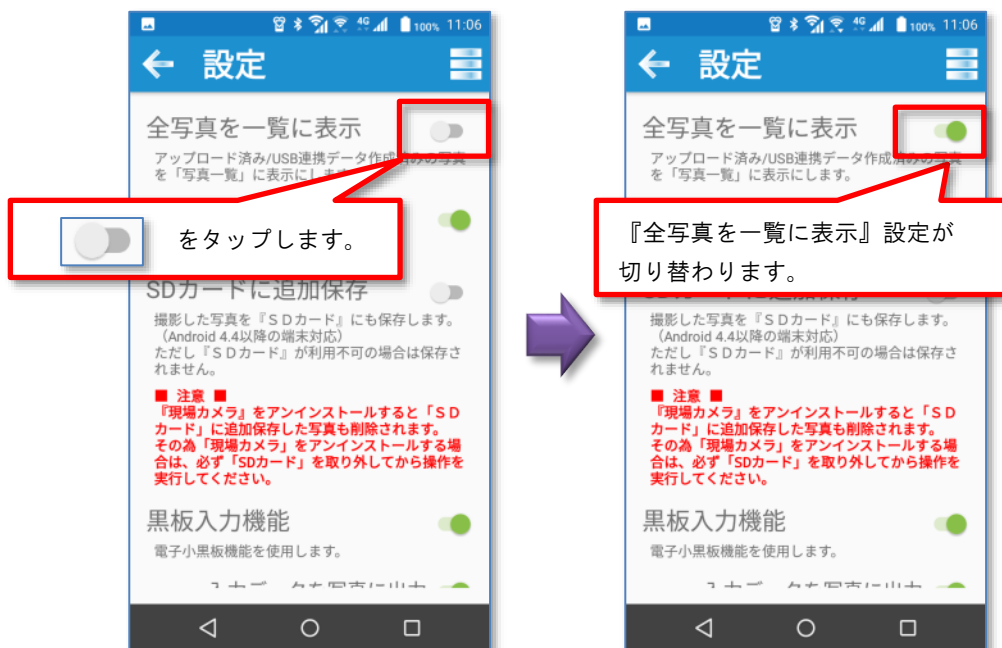 100% 11:06
設定
全写真を一覧に表示
アップロード済み/USB連携データ作成済みの写真
を「写真一覧」に表示にします。
をタップします。
SDカードに追加保存
撮影した写真を『ＳＤカード』にも保存します。
（Android 4.4以降の端末対応）
ただし『ＳＤカード』が利用不可の場合は保存さ
れません。
■ 注意 ■
『現場カメラ』をアンインストールすると「ＳＤ
カード」に追加保存した写真も削除されます。
その為「現場カメラ」をアンインストールする場
合は、必ず「SDカード」を取り外してから操作を
実行してください。
黒板入力機能
電子小黒板機能を使用します。
4G 100% 11:06
設定
全写真を一覧に表示
アップロード済み/USB連携データ作成済みの写真
を「写真一覧」に表示にします。
『全写真を一覧に表示』設定が
切り替わります。
撮影した写真を『ＳＤカード』にも保存します。
（Android 4.4以降の端末対応）
ただし『ＳＤカード』が利用不可の場合は保存さ
れません。
■ 注意 ■
『現場カメラ』をアンインストールすると「ＳＤ
カード」に追加保存した写真も削除されます。
その為「現場カメラ」をアンインストールする場
合は、必ず「SDカード」を取り外してから操作を
実行してください。
黒板入力機能
電子小黒板機能を使用します。